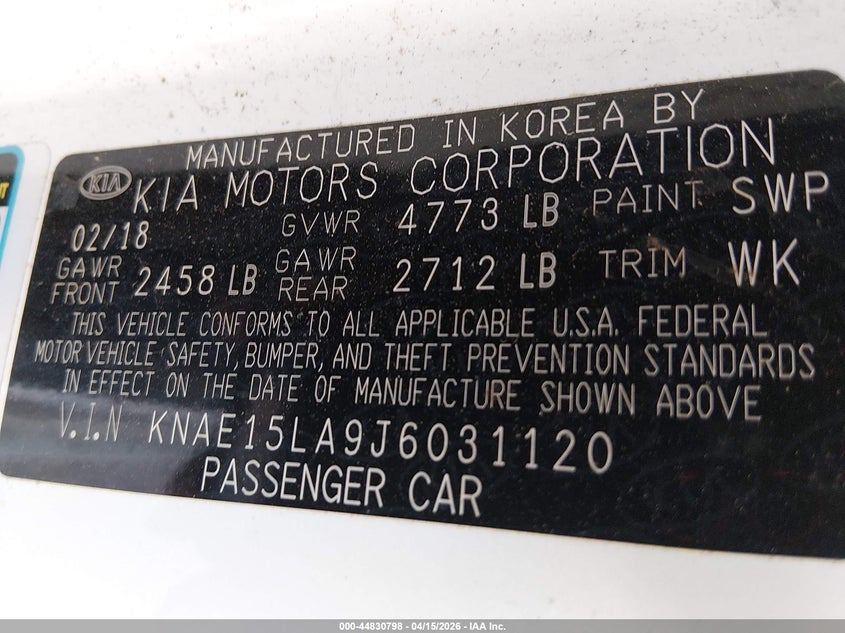 MANUFACTURED IN KOREA BY
KIA KIA MOTORS CORPORATION
02/18 GVWR 4773 LB PAINT SWP
GAWR FRONT 2458 LB GAWR REAR 2712 LB TRIM WK
THIS VEHICLE CONFORMS TO ALL APPLICABLE U.S.A. FEDERAL
MOTOR VEHICLE SAFETY, BUMPER, AND THEFT PREVENTION STANDARDS
IN EFFECT ON THE DATE OF MANUFACTURE SHOWN ABOVE
V.I.N KNAE15LA9J6031120
PASSENGER CAR
000-44830798 - 04/15/2026 - IAA Inc.